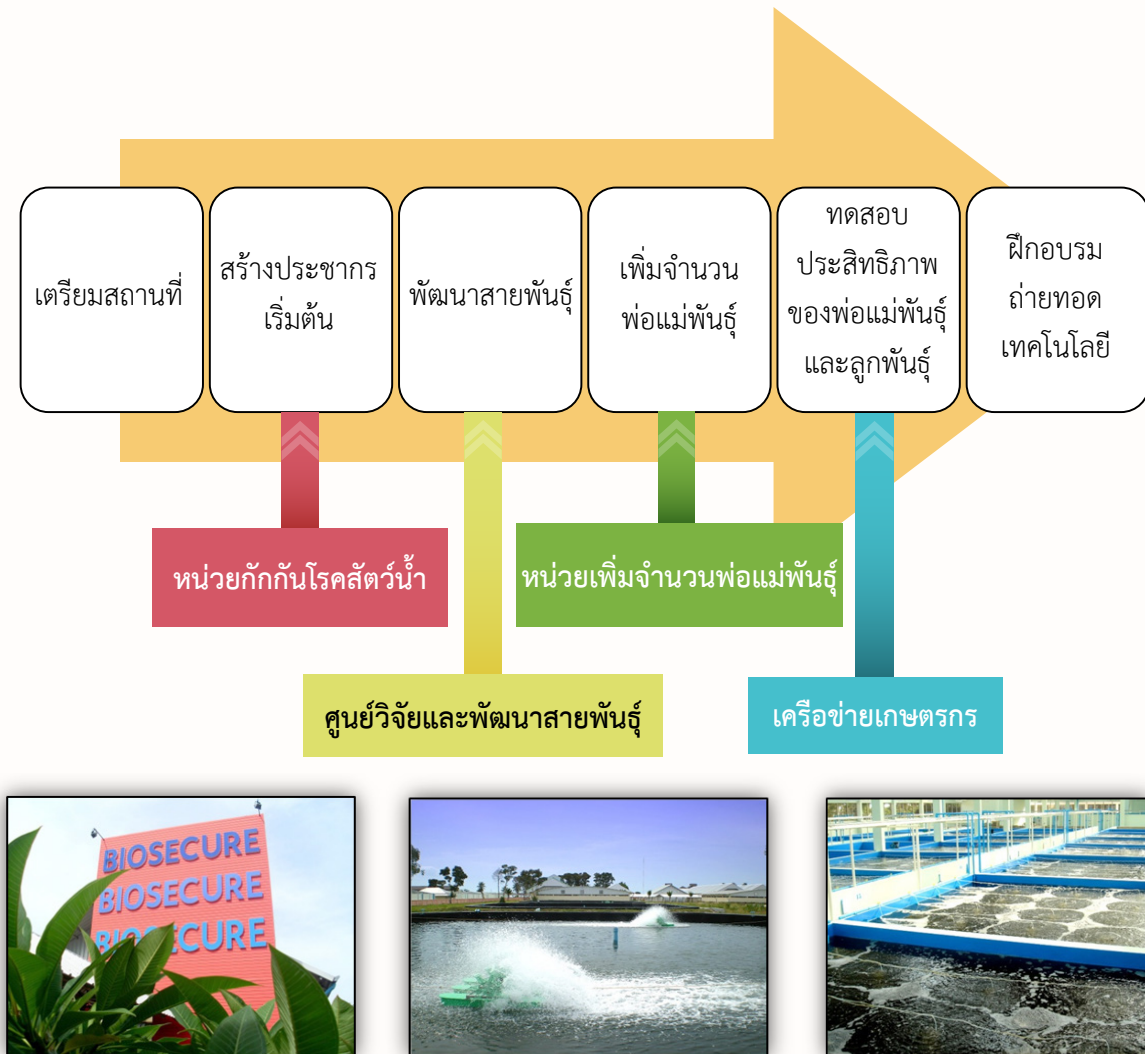 เตรียมสถานที่
สร้างประชากร
เริ่มต้น
พัฒนาสายพันธุ์
เพิ่มจำนวน
พ่อแม่พันธุ์
ทดสอบ
ประสิทธิภาพ
ของพ่อแม่พันธุ์
และลูกพันธุ์
ฝึกอบรม
ถ่ายทอด
เทคโนโลยี
หน่วยกักกันโรคสัตว์น้ำ
หน่วยเพิ่มจำนวนพ่อแม่พันธุ์
ศูนย์วิจัยและพัฒนาสายพันธุ์
เครือข่ายเกษตรกร
BIOSECURE
BIOSECURE
BIOSECURE